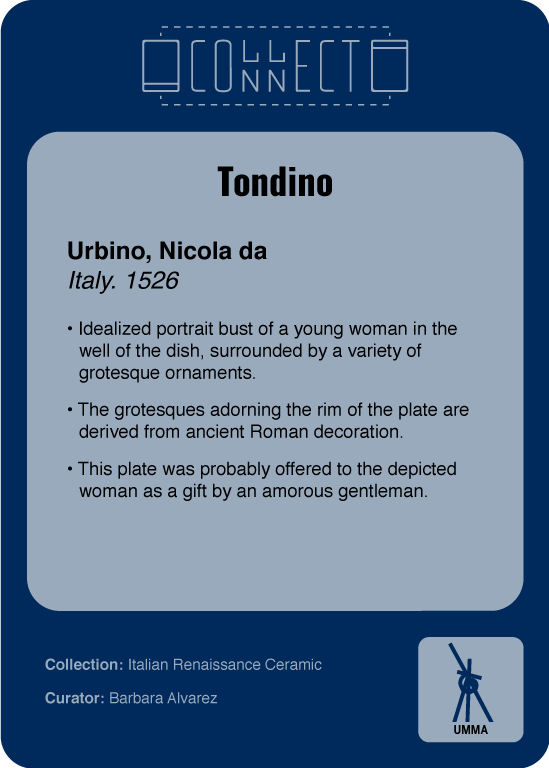 COLLECT
CONNECT
Tondino
Urbino, Nicola da
Italy. 1526
• Idealized portrait bust of a young woman in the
well of the dish, surrounded by a variety of
grotesque ornaments.
• The grotesques adorning the rim of the plate are
derived from ancient Roman decoration.
• This plate was probably offered to the depicted
woman as a gift by an amorous gentleman.
Collection: Italian Renaissance Ceramic
Curator: Barbara Alvarez
UMMA